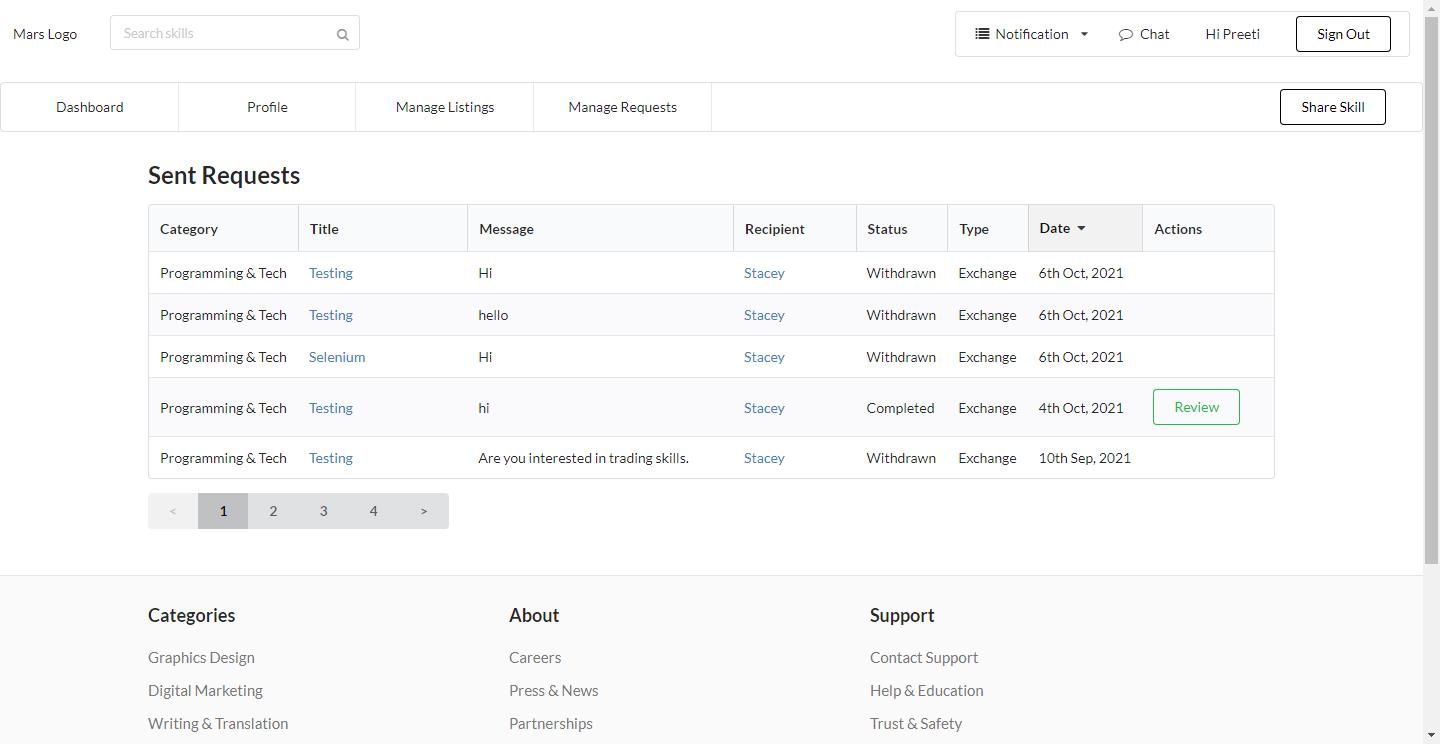 Mars Logo Search skills Notification Chat Hi Preeti Sign Out
Dashboard Profile Manage Listings Manage Requests Share Skill
Sent Requests
Category Title Message Recipient Status Type Date Actions
Programming & Tech Testing Hi Stacey Withdrawn Exchange 6th Oct, 2021
Programming & Tech Testing hello Stacey Withdrawn Exchange 6th Oct, 2021
Programming & Tech Selenium Hi Stacey Withdrawn Exchange 6th Oct, 2021
Programming & Tech Testing hi Stacey Completed Exchange 4th Oct, 2021 Review
Programming & Tech Testing Are you interested in trading skills. Stacey Withdrawn Exchange 10th Sep, 2021
< 1 2 3 4 >
Categories About Support
Graphics Design Careers Contact Support
Digital Marketing Press & News Help & Education
Writing & Translation Partnerships Trust & Safety